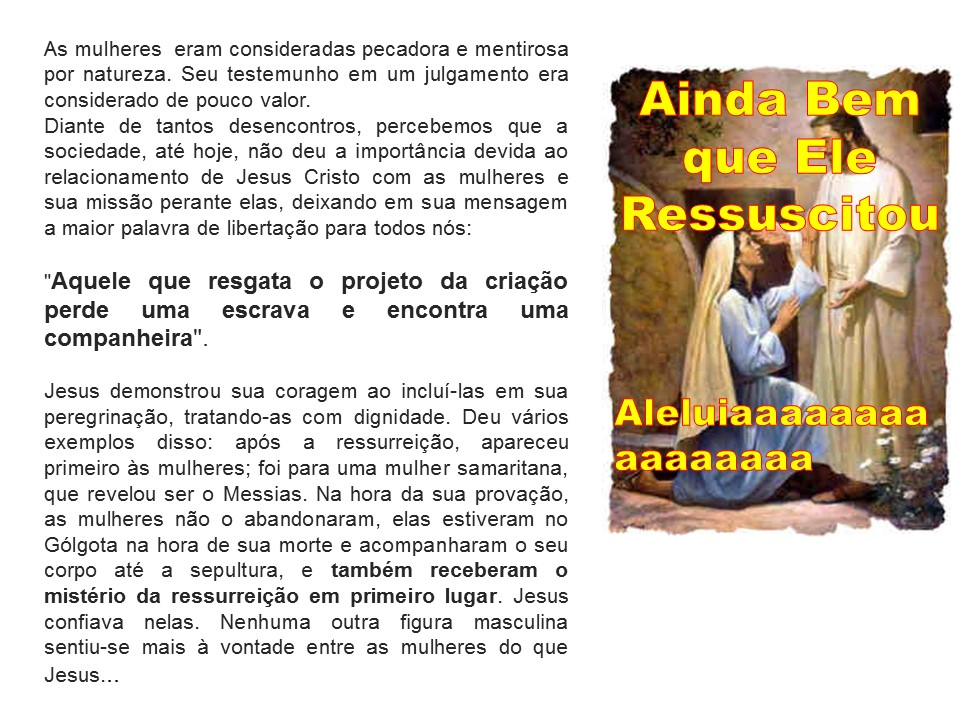 As mulheres  eram consideradas pecadora e mentirosa
por natureza. Seu testemunho em um julgamento era
considerado de pouco valor.
Diante de tantos desencontros, percebemos que a
sociedade, até hoje, não deu a importância devida ao
relacionamento de Jesus Cristo com as mulheres e
sua missão perante elas, deixando em sua mensagem
a maior palavra de libertação para todos nós:
"Aquele que resgata o projeto da criação
perde uma escrava e encontra uma
companheira".
Jesus demonstrou sua coragem ao incluí-las em sua
peregrinação, tratando-as com dignidade. Deu vários
exemplos disso: após a ressurreição, apareceu
primeiro às mulheres; foi para uma mulher samaritana,
que revelou ser o Messias. Na hora da sua provação,
as mulheres não o abandonaram, elas estiveram no
Gólgota na hora de sua morte e acompanharam o seu
corpo até a sepultura, e também receberam o
mistério da ressurreição em primeiro lugar. Jesus
confiava nelas. Nenhuma outra figura masculina
sentiu-se mais à vontade entre as mulheres do que
Jesus...
Ainda Bem
que Ele
Ressuscitou
Aleluiaaaaaaaa
aaaaaaaa